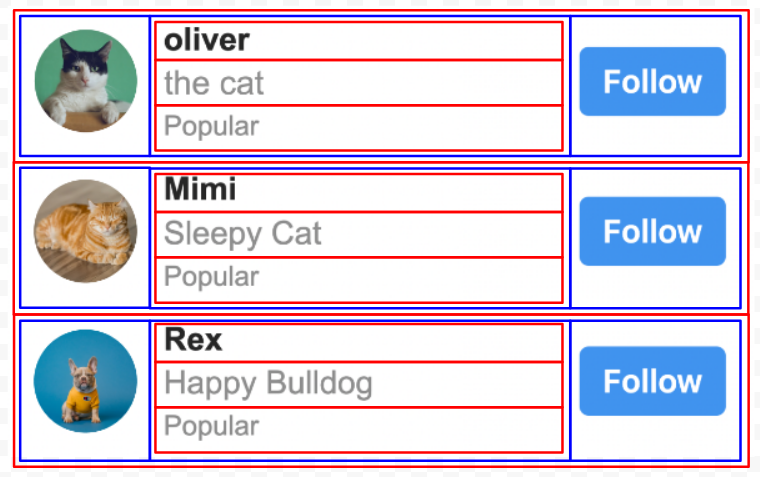 oliver
the cat
Popular
Follow
Mimi
Sleepy Cat
Popular
Follow
Rex
Happy Bulldog
Popular
Follow